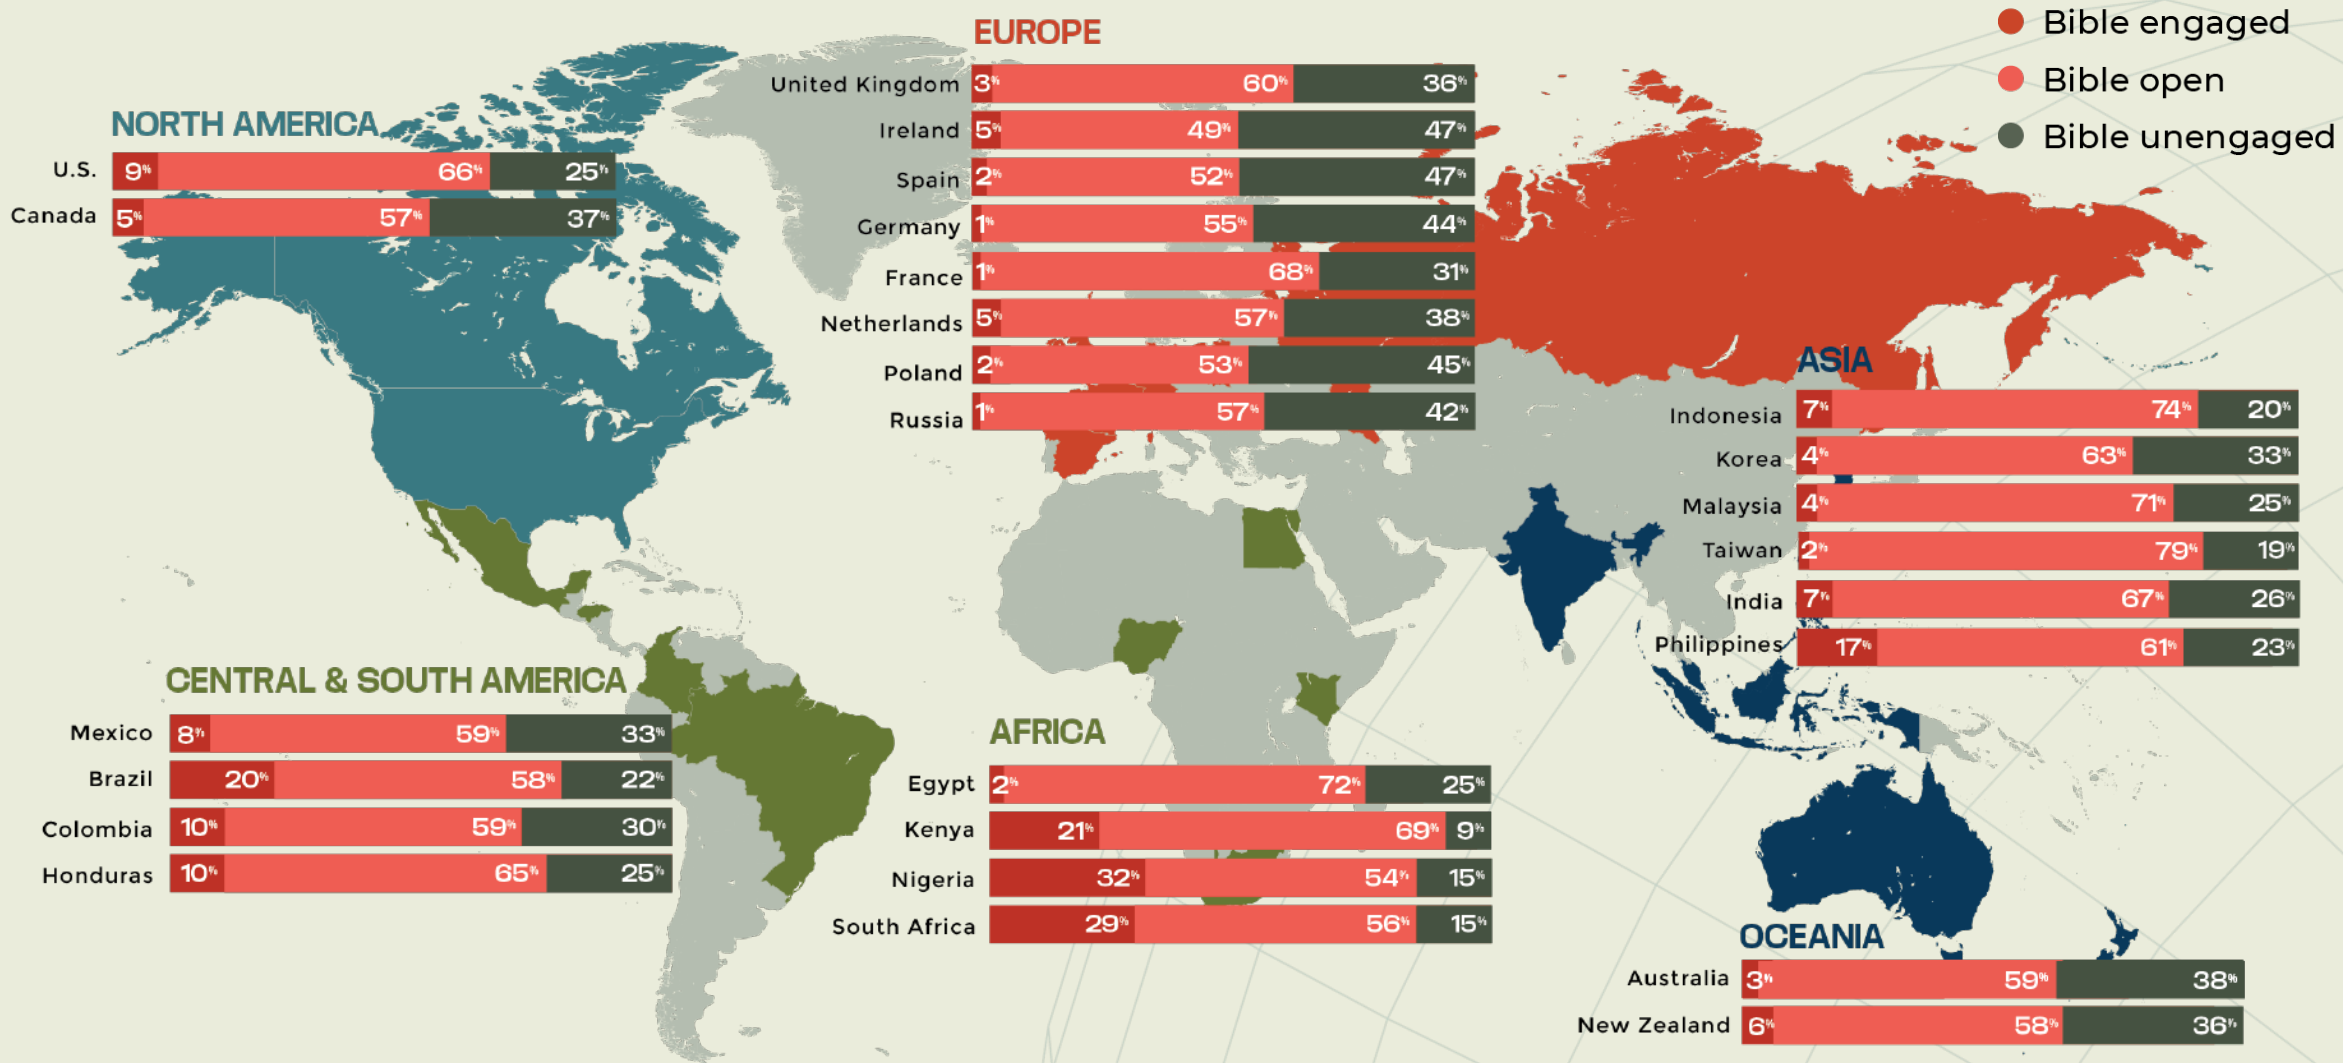 Bible engaged
Bible open
Bible unengaged
EUROPE
United Kingdom 3% 60% 36%
Ireland 5% 49% 47%
Spain 2% 52% 47%
Germany 1% 55% 44%
France 1% 68% 31%
Netherlands 5% 57% 38%
Poland 2% 53% 45%
Russia 1% 57% 42%
NORTH AMERICA
U.S. 9% 66% 25%
Canada 5% 57% 37%
ASIA
Indonesia 7% 74% 20%
Korea 4% 63% 33%
Malaysia 4% 71% 25%
Taiwan 2% 79% 19%
India 7% 67% 26%
Philippines 17% 61% 23%
CENTRAL & SOUTH AMERICA
Mexico 8% 59% 33%
Brazil 20% 58% 22%
Colombia 10% 59% 30%
Honduras 10% 65% 25%
AFRICA
Egypt 2% 72% 25%
Kenya 21% 69% 9%
Nigeria 32% 54% 15%
South Africa 29% 56% 15%
OCEANIA
Australia 3% 59% 38%
New Zealand 6% 58% 36%